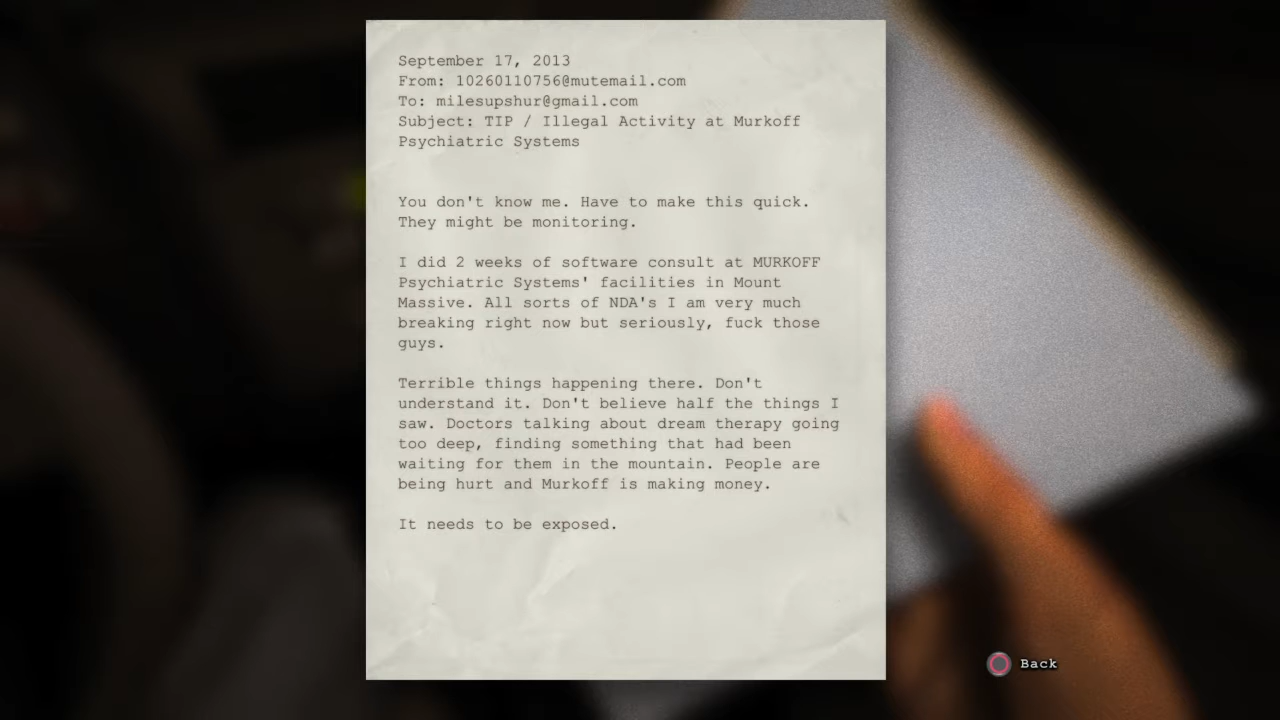 September 17, 2013
From: 10260110756@mutemail.com
To: milesupshur@gmail.com
Subject: TIP / Illegal Activity at Murkoff
Psychiatric Systems
You don't know me. Have to make this quick.
They might be monitoring.
I did 2 weeks of software consult at MURKOFF
Psychiatric Systems' facilities in Mount
Massive. All sorts of NDA's I am very much
breaking right now but seriously, fuck those
guys.
Terrible things happening there. Don't
understand it. Don't believe half the things I
saw. Doctors talking about dream therapy going
too deep, finding something that had been
waiting for them in the mountain. People are
being hurt and Murkoff is making money.
It needs to be exposed.
Back